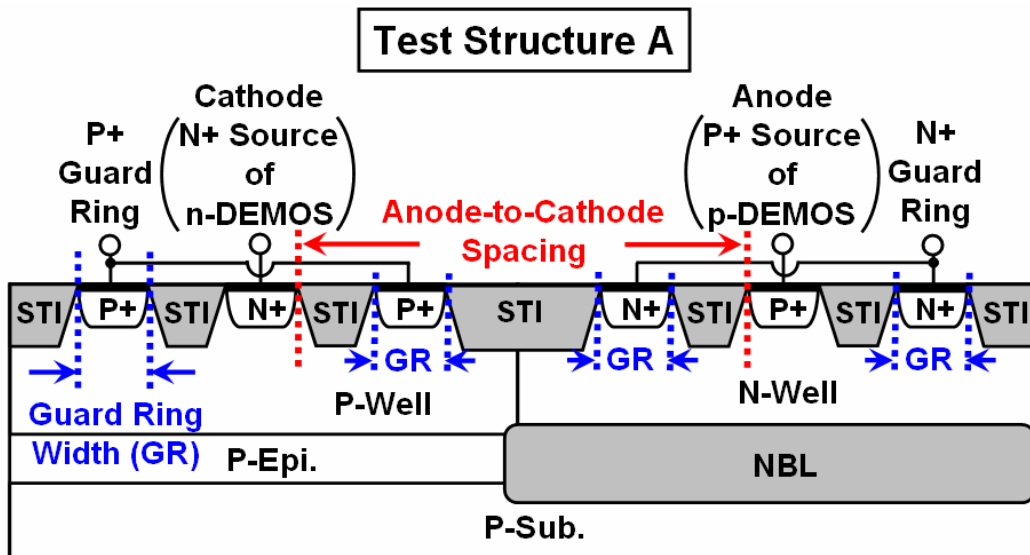 Test Structure A
P+
Guard
Ring
Cathode
(N+ Source
of
n-DEMOS)
Anode-to-Cathode
Spacing
Anode
(P+ Source
of
p-DEMOS)
N+
Guard
Ring
STI P+ STI N+ STI P+ STI N+ STI P+ STI N+ STI
GR GR GR
Guard Ring
Width (GR)
P-Well
N-Well
P-Epi.
NBL
P-Sub.